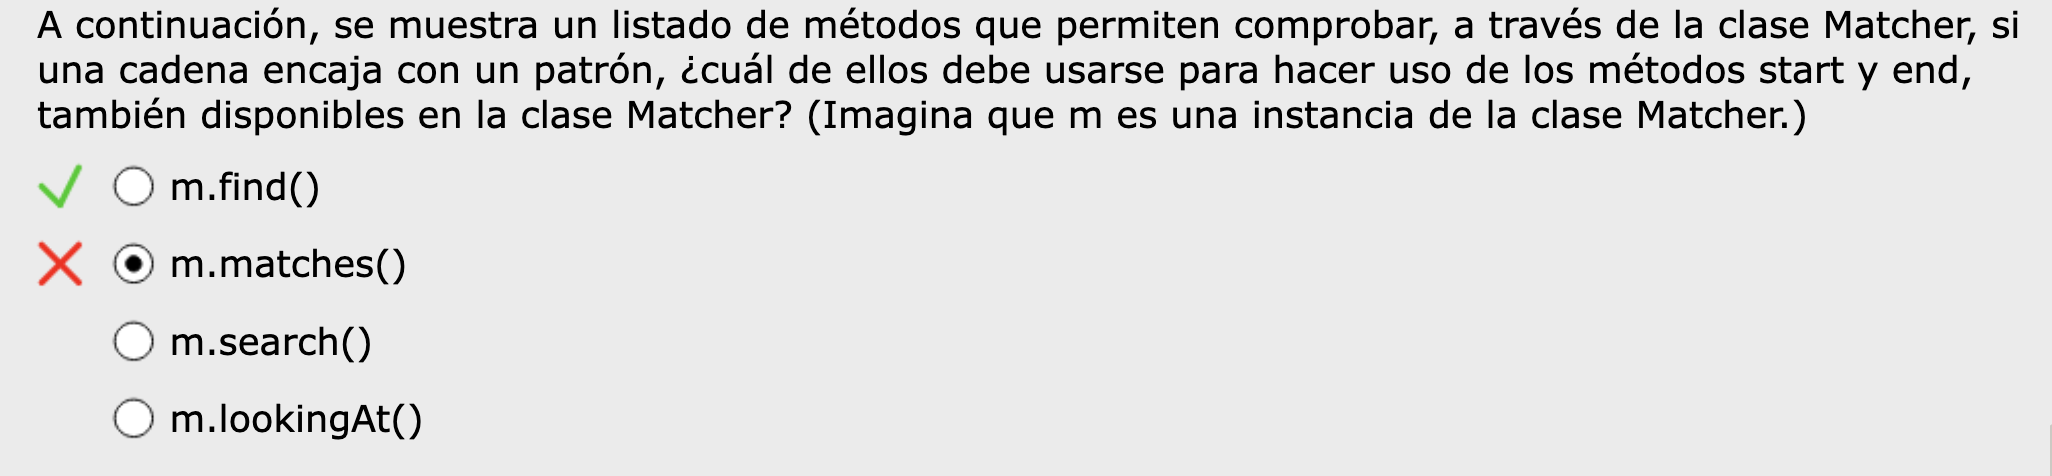 A continuación, se muestra un listado de métodos que permiten comprobar, a través de la clase Matcher, si
una cadena encaja con un patrón, ¿cuál de ellos debe usarse para hacer uso de los métodos start y end,
también disponibles en la clase Matcher? (Imagina que m es una instancia de la clase Matcher.)
m.find()
m.matches()
m.search()
m.lookingAt()